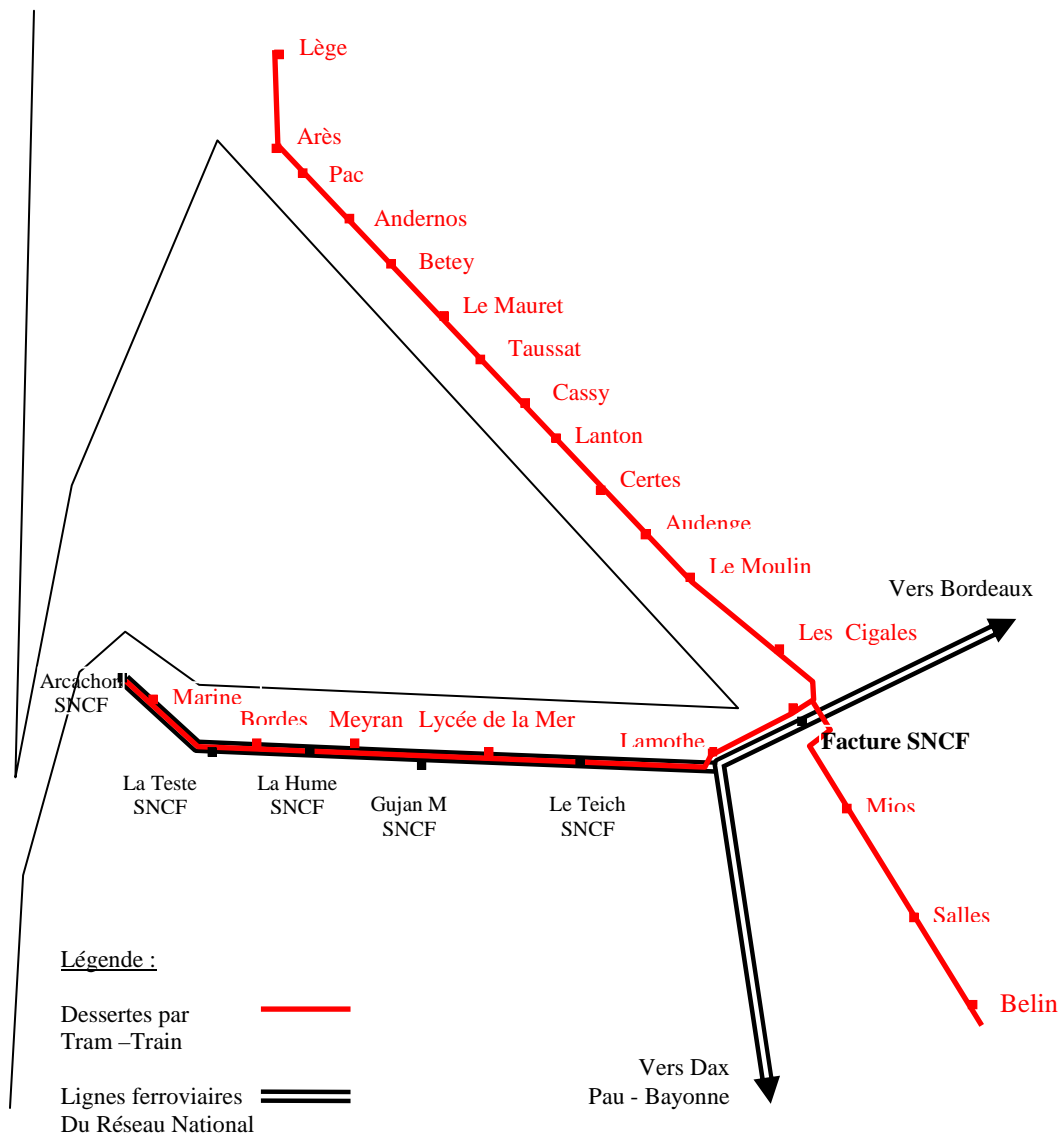 Lège
Arès
Pac
Andernos
Betey
Le Mauret
Taussat
Cassy
Lanton
Certes
Audenge
Le Moulin
Vers Bordeaux
Les Cigales
Arcachon
SNCF
Marine
Bordes
Meyran
Lycée de la Mer
Lamothe
Facture SNCF
La Teste
SNCF
La Hume
SNCF
Gujan M
SNCF
Le Teich
SNCF
Mios
Salles
Belin
Légende :
Dessertes par
Tram –Train
Lignes ferroviaires
Du Réseau National
Vers Dax
Pau - Bayonne